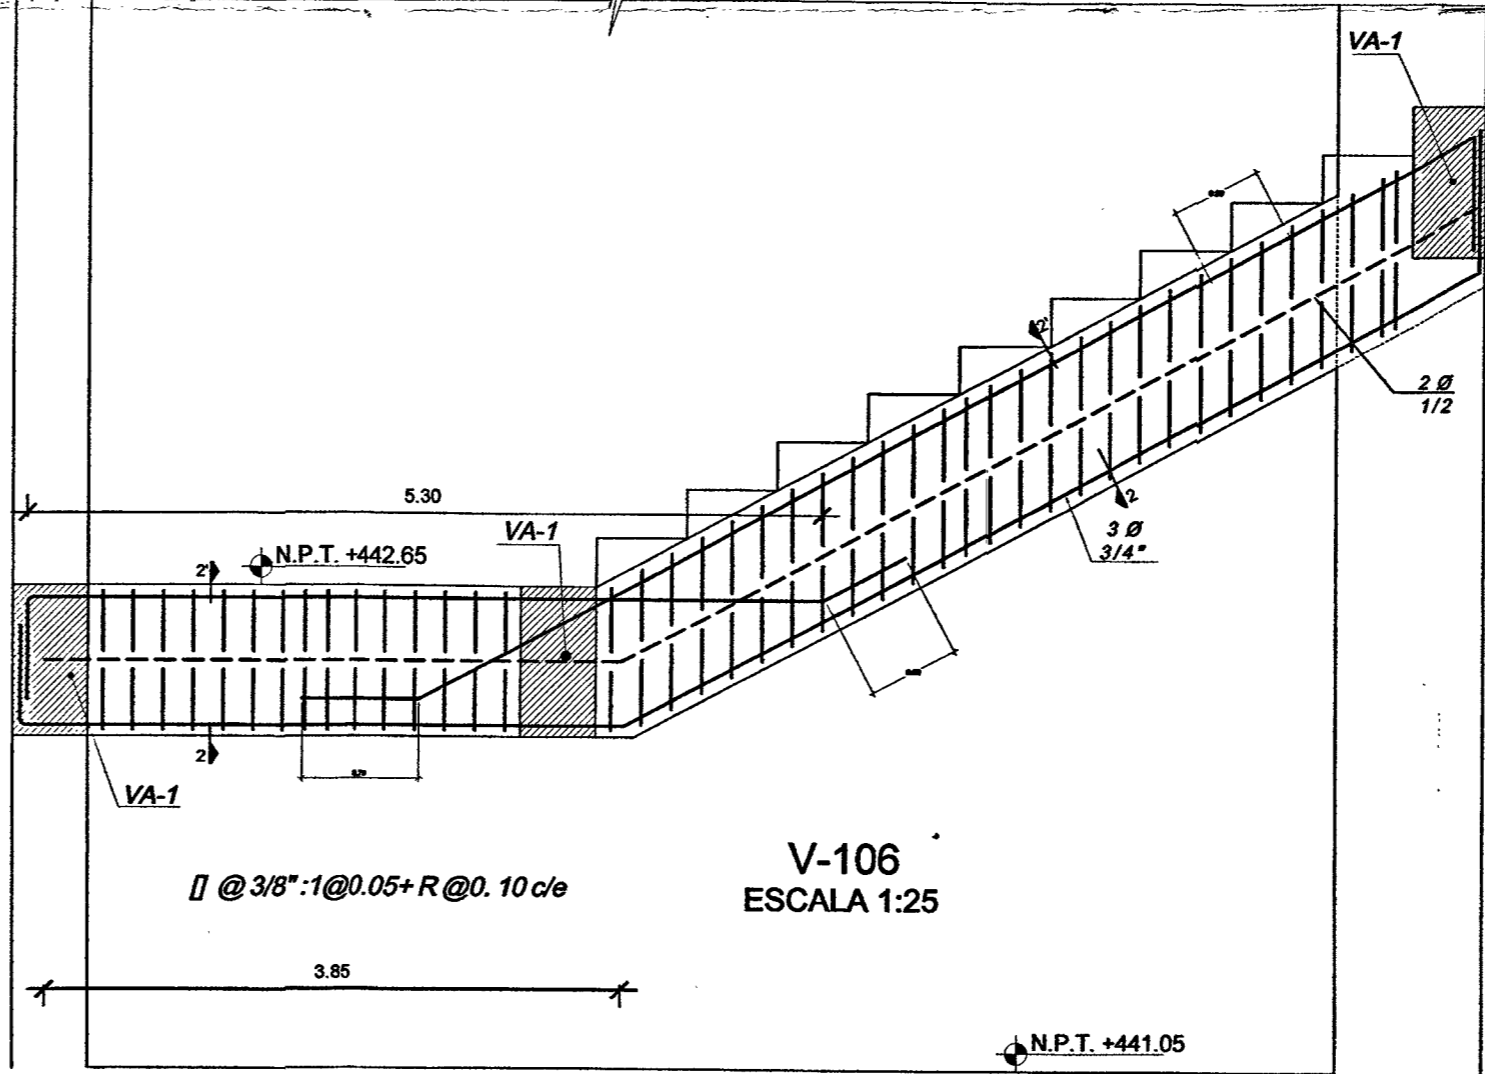 VA-1
2'
2 Ø
1/2
5.30
VA-1
2
3 Ø
3/4"
N.P.T. +442.65
2'
2
VA-1
V-106
ESCALA 1:25
[] @ 3/8":1@0.05+ R @0. 10 c/e
3.85
N.P.T. +441.05